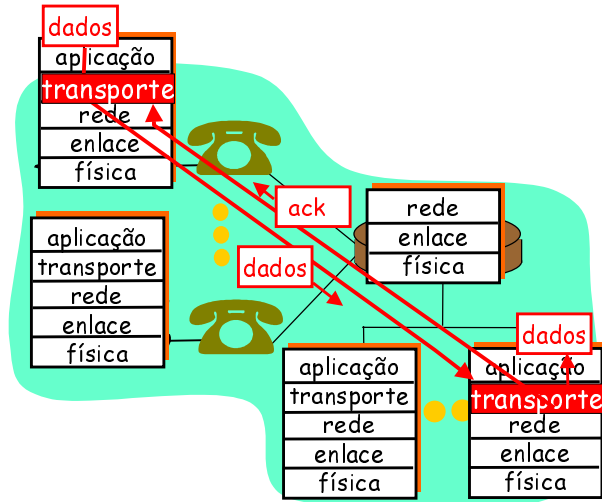 dados
aplicação
transporte
rede
enlace
física
ack
rede
enlace
física
aplicação
transporte
rede
enlace
física
dados
dados
aplicação
transporte
rede
enlace
física
aplicação
transporte
rede
enlace
física